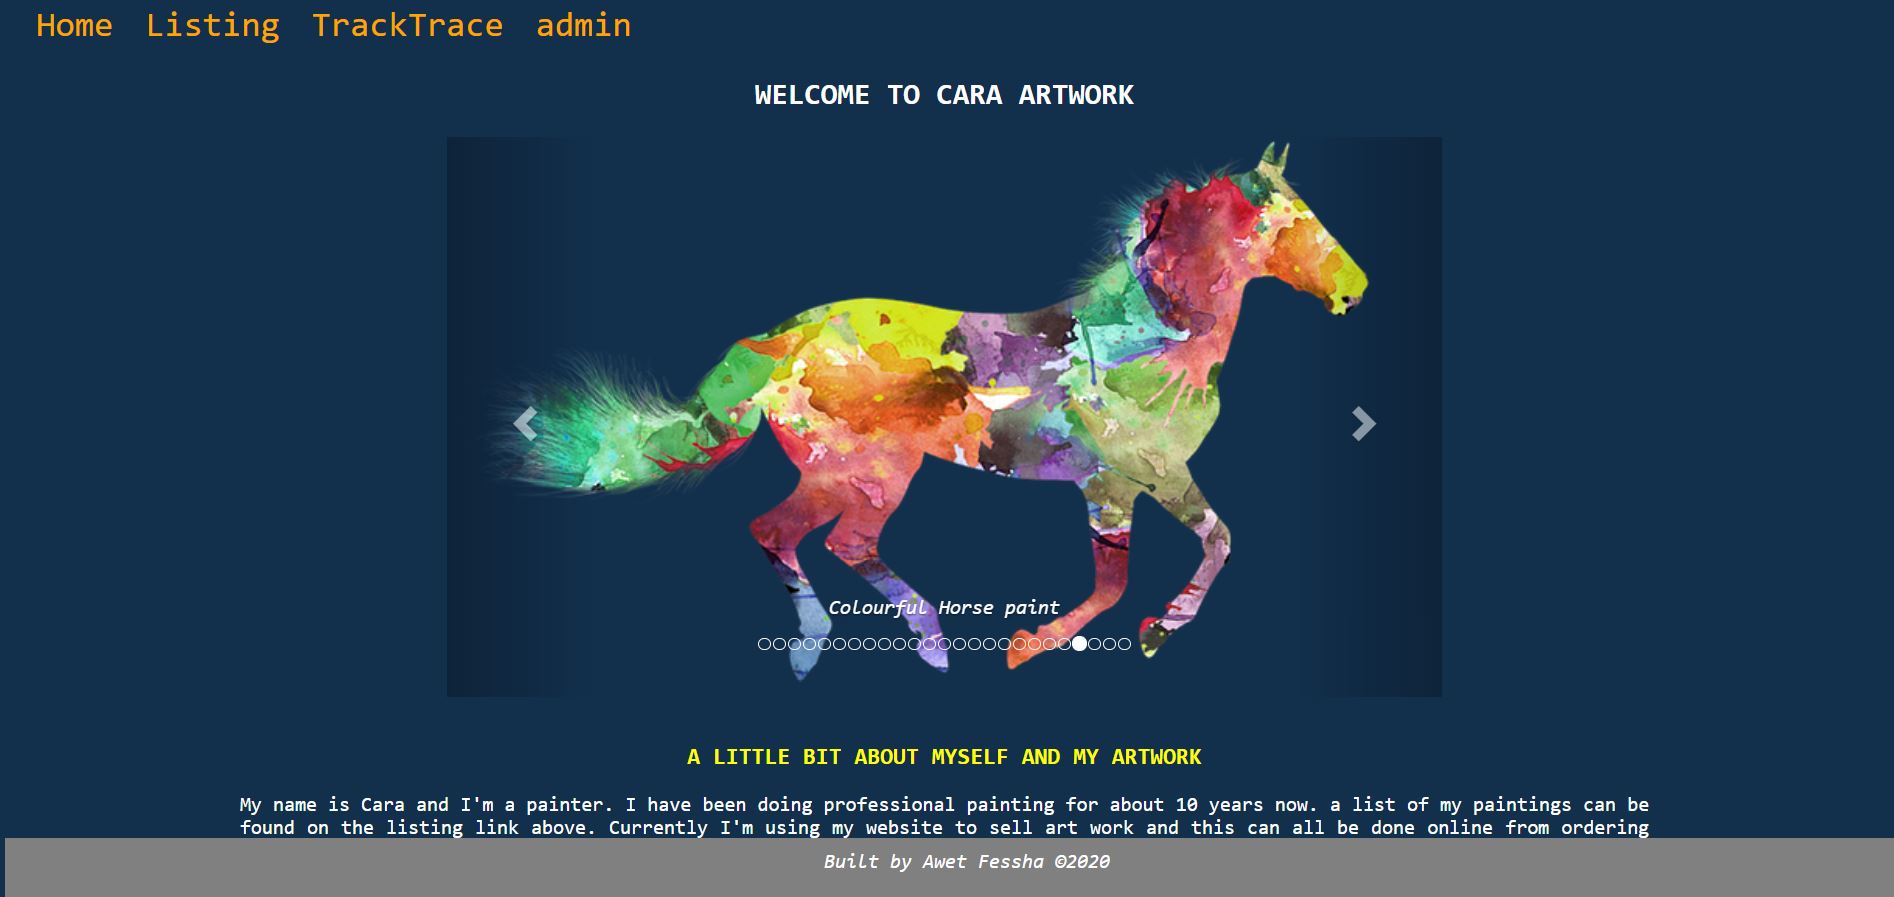 Home Listing TrackTrace admin
WELCOME TO CARA ARTWORK
Colourful Horse paint
A LITTLE BIT ABOUT MYSELF AND MY ARTWORK
My name is Cara and I'm a painter. I have been doing professional painting for about 10 years now. a list of my paintings can be
found on the listing link above. Currently I'm using my website to sell art work and this can all be done online from ordering
Built by Awet Fessha ©2020